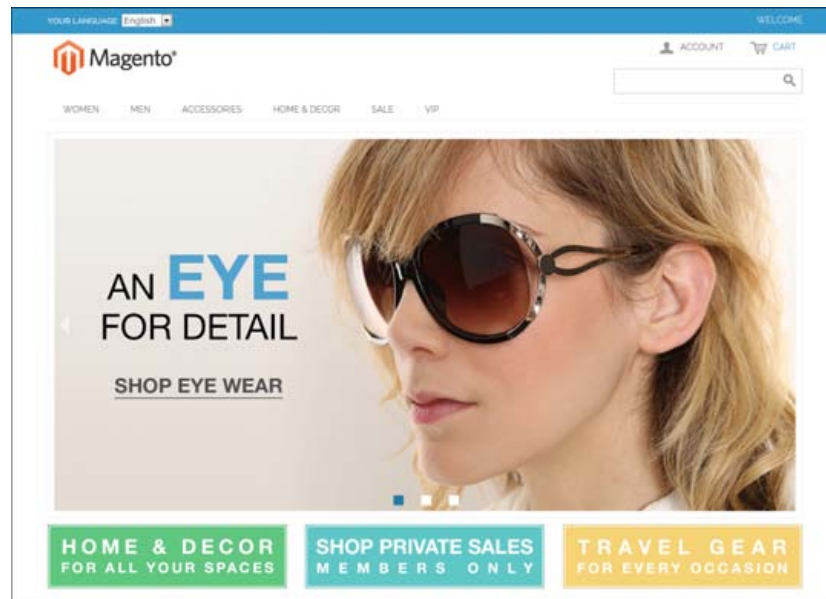 YOUR LANGUAGE: English WELCOME
Magento®
ACCOUNT CART
WOMEN MEN ACCESSORIES HOME & DECOR SALE VIP
AN EYE
FOR DETAIL
SHOP EYE WEAR
HOME & DECOR
FOR ALL YOUR SPACES
SHOP PRIVATE SALES
MEMBERS ONLY
TRAVEL GEAR
FOR EVERY OCCASION